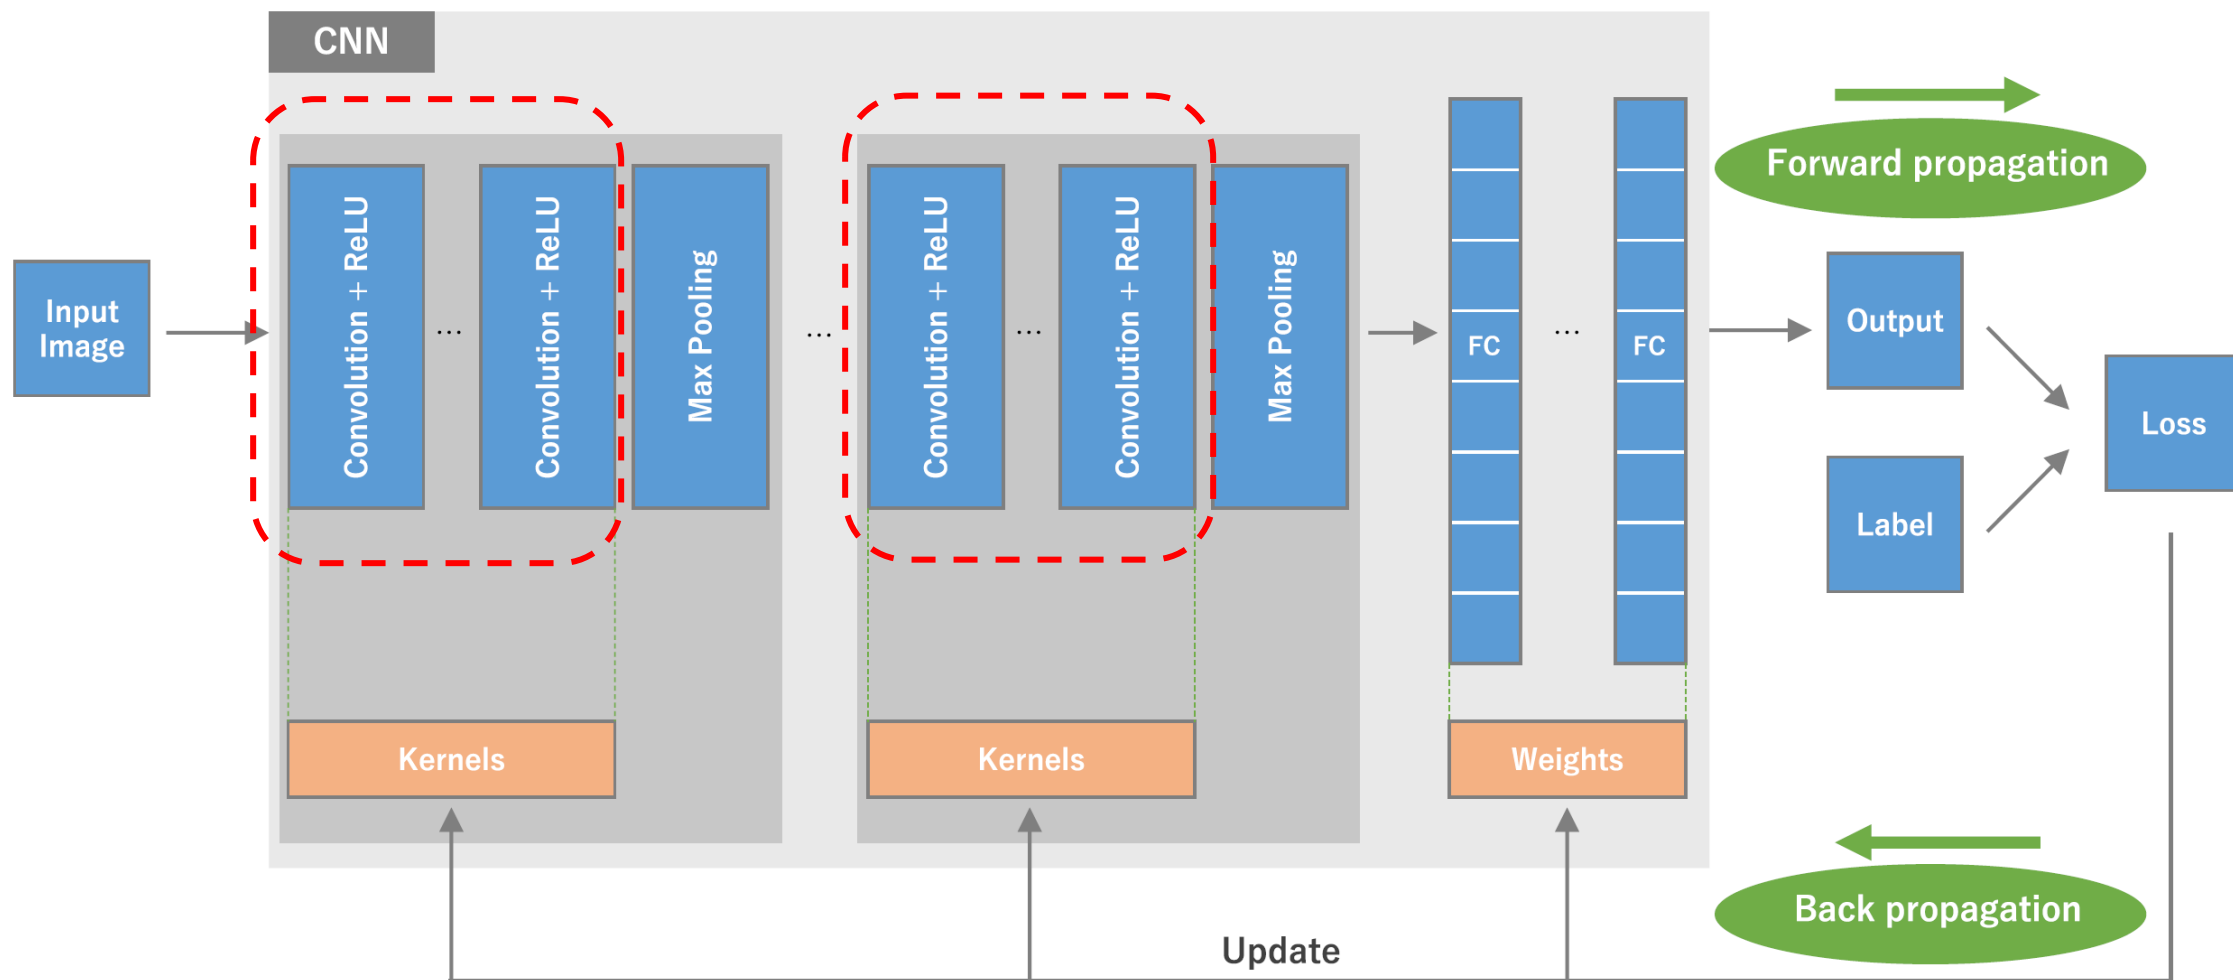 CNN
Input
Image
Convolution + ReLU
...
Convolution + ReLU
Max Pooling
...
Convolution + ReLU
...
Convolution + ReLU
Max Pooling
FC
...
FC
Forward propagation
Output
Label
Loss
Kernels
Kernels
Weights
Back propagation
Update